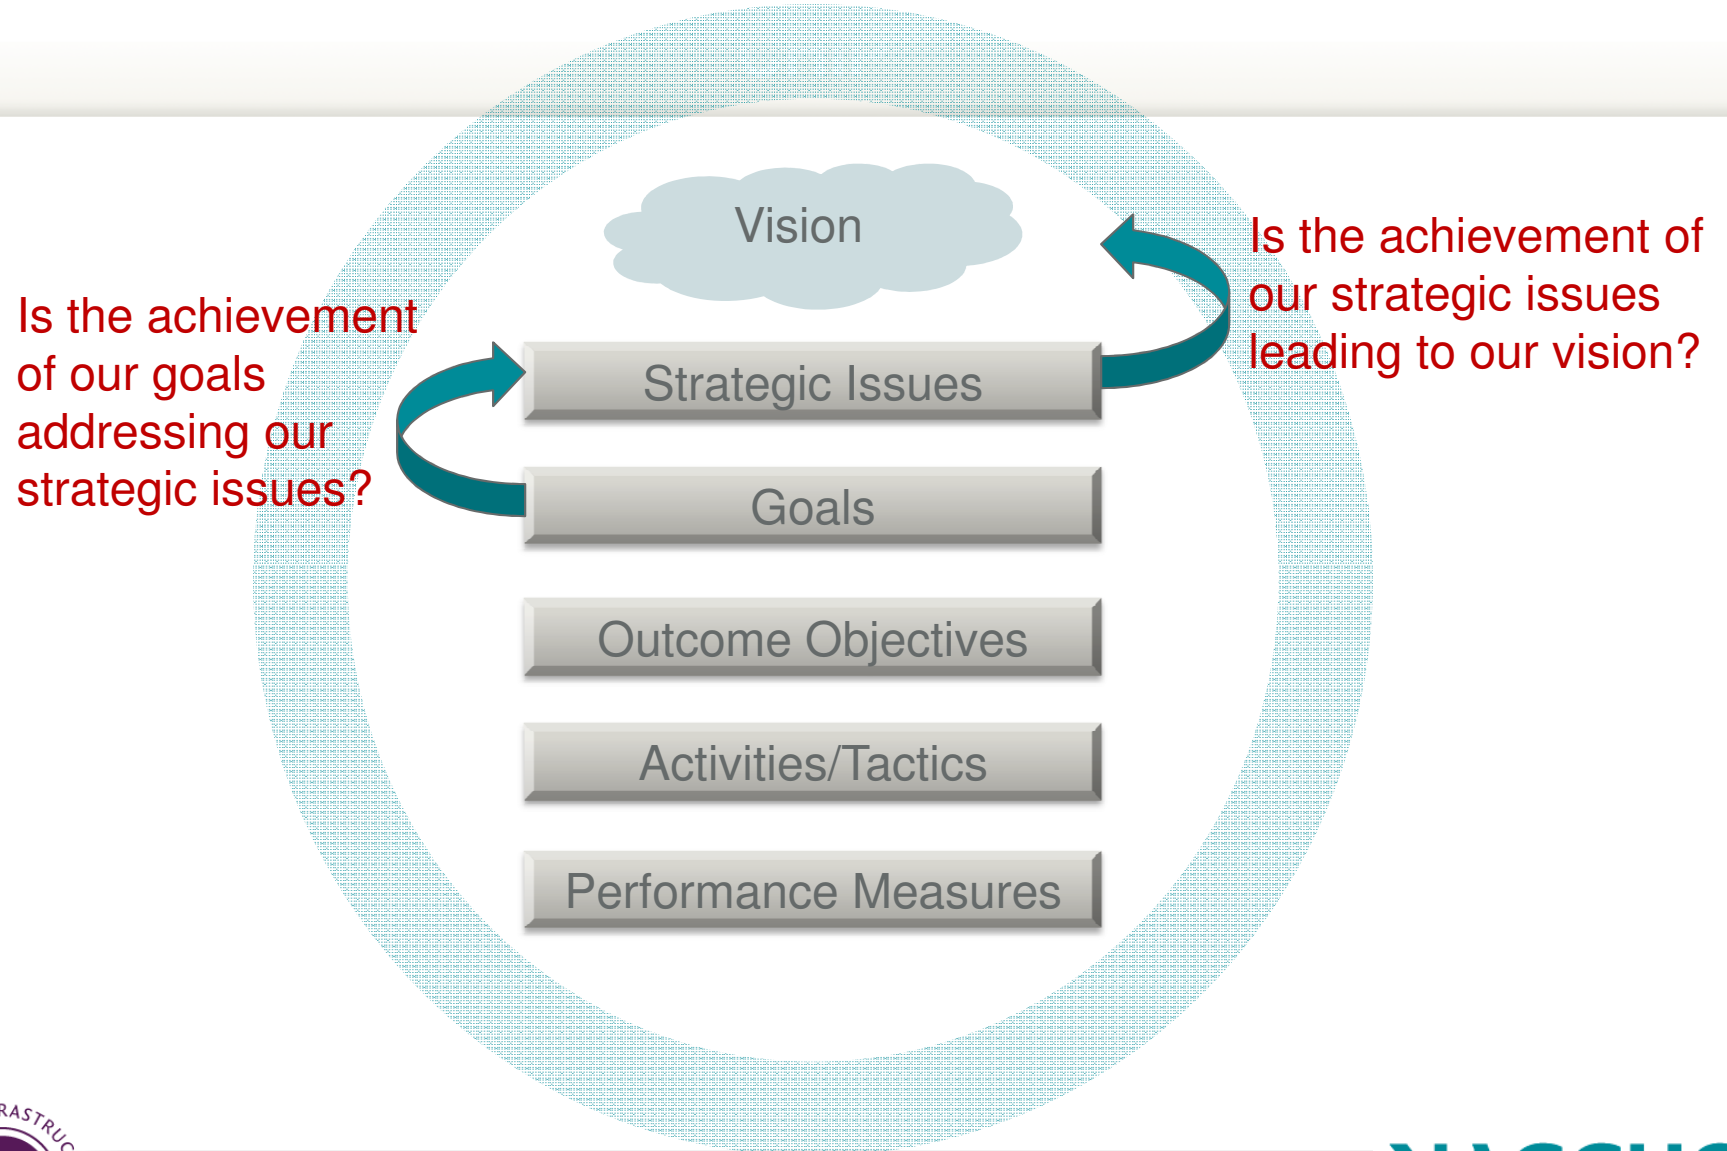 Vision
Is the achievement of
our strategic issues
leading to our vision?
Is the achievement
of our goals
addressing our
strategic issues?
Strategic Issues
Goals
Outcome Objectives
Activities/Tactics
Performance Measures